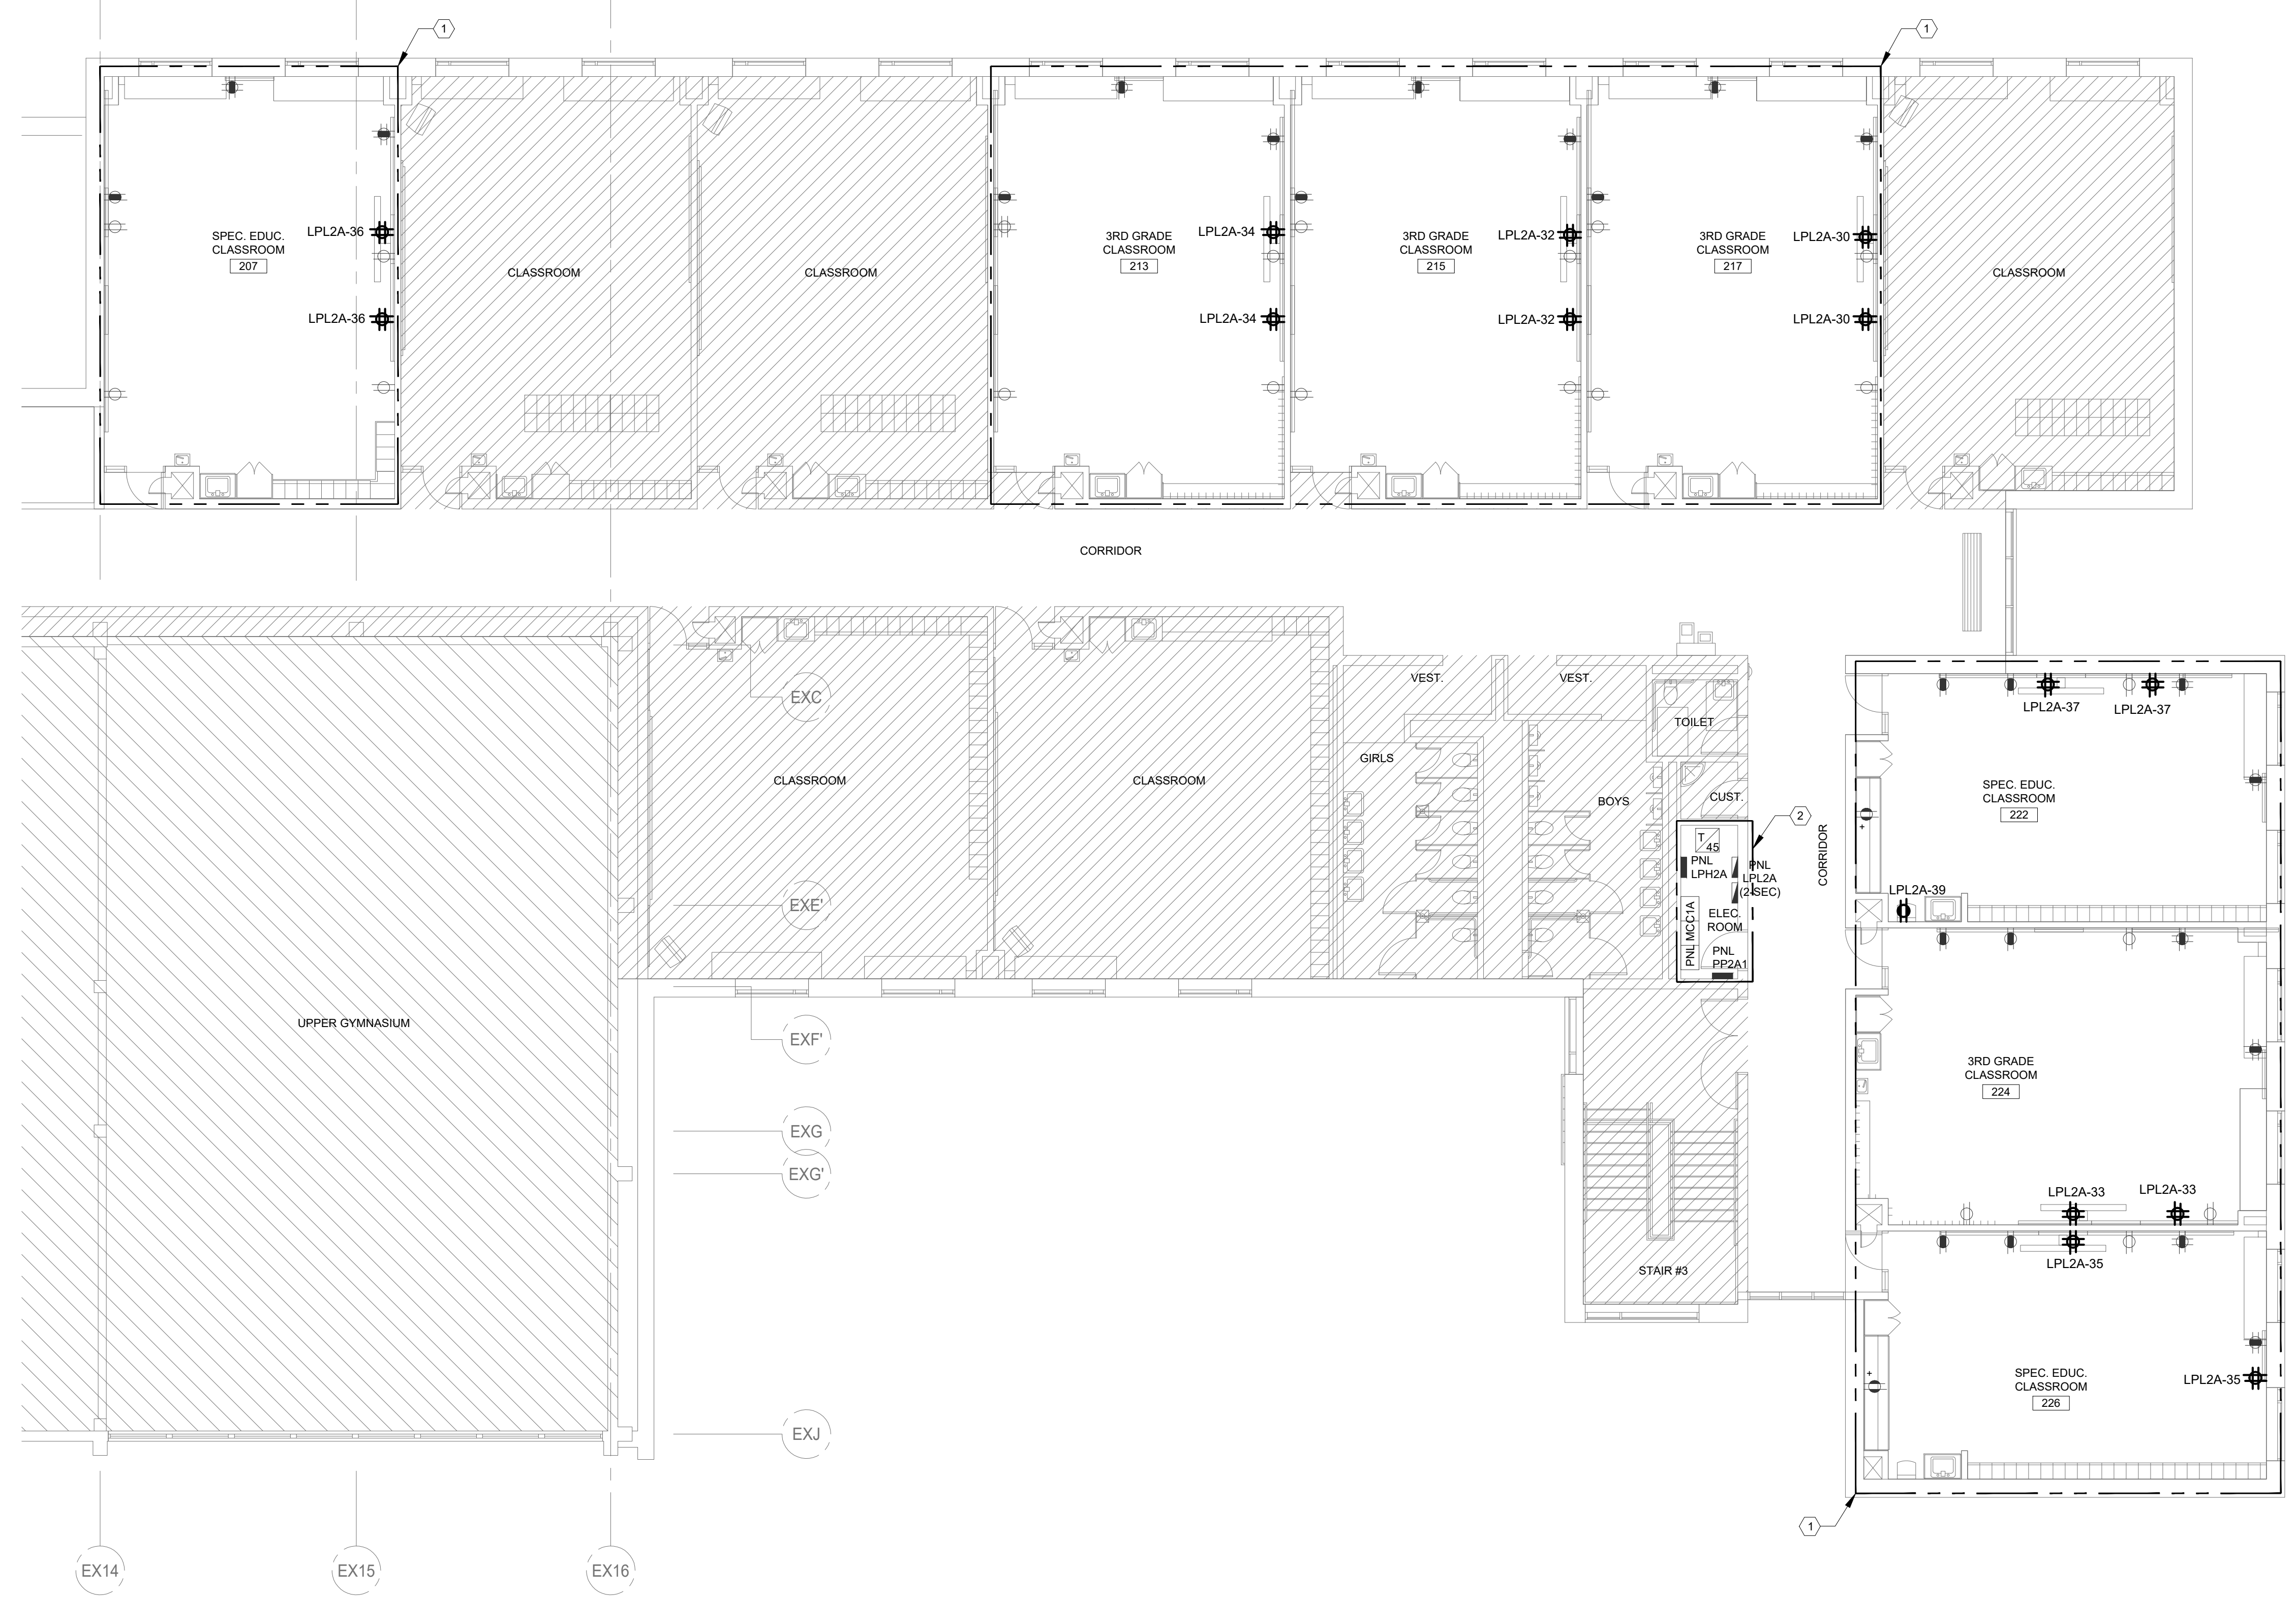 1
1
SPEC. EDUC.
CLASSROOM
207
LPL2A-36
LPL2A-36
CLASSROOM
CLASSROOM
3RD GRADE
CLASSROOM
213
LPL2A-34
LPL2A-34
3RD GRADE
CLASSROOM
215
LPL2A-32
LPL2A-32
3RD GRADE
CLASSROOM
217
LPL2A-30
LPL2A-30
CLASSROOM
CORRIDOR
EXC
CLASSROOM
CLASSROOM
EXE'
VEST.
VEST.
TOILET
GIRLS
BOYS
CUST.
2
T
45
PNL
LPH2A
PNL
LPL2A
(2-SEC)
PNL MCC1A
ELEC.
ROOM
PNL
PP2A1
CORRIDOR
LPL2A-37
LPL2A-37
SPEC. EDUC.
CLASSROOM
222
LPL2A-39
UPPER GYMNASIUM
EXF'
EXG
EXG'
3RD GRADE
CLASSROOM
224
LPL2A-33
LPL2A-33
LPL2A-35
STAIR #3
SPEC. EDUC.
CLASSROOM
226
LPL2A-35
EXJ
1
EX14
EX15
EX16